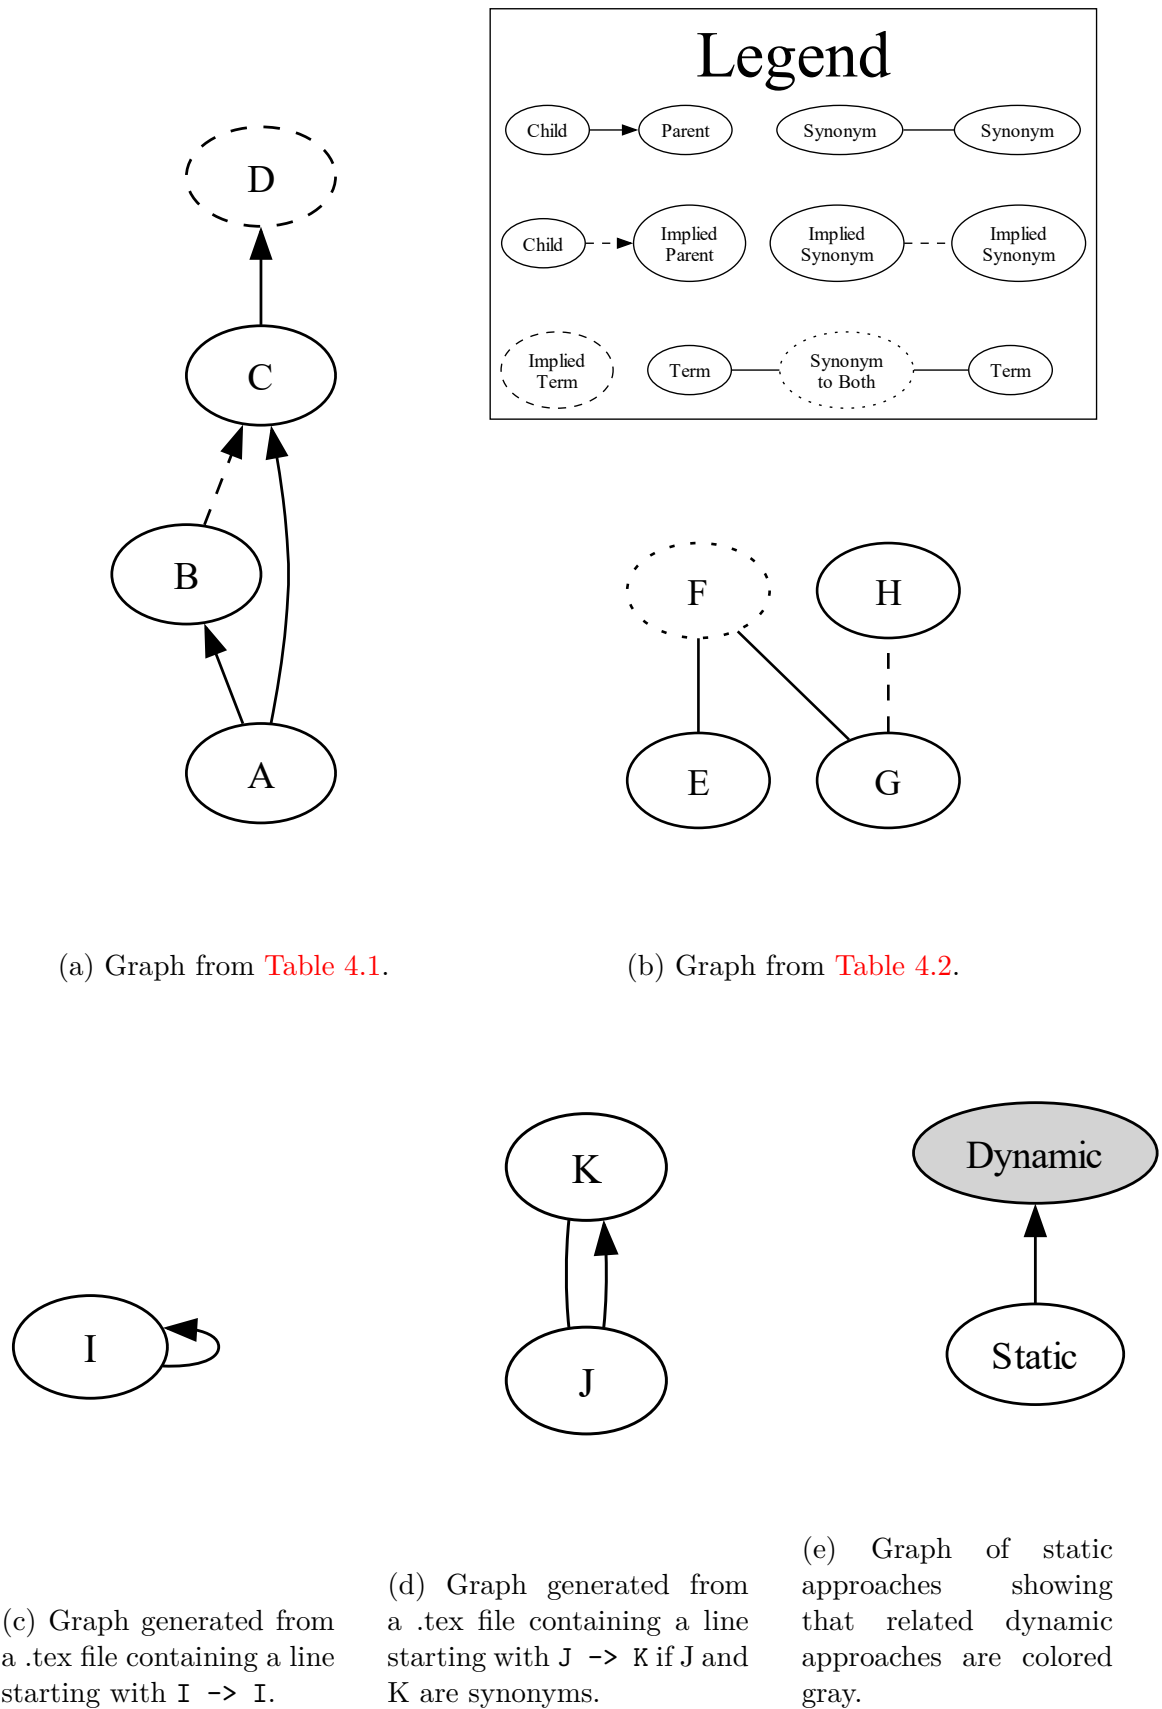 Legend
Child Parent Synonym Synonym
Child Implied Parent Implied Synonym Implied Synonym
Implied Term Term Synonym to Both Term
D
C
B
A
F H
E G
(a) Graph from Table 4.1.
(b) Graph from Table 4.2.
I
K
J
Dynamic
Static
(c) Graph generated from
a .tex file containing a line
starting with I -> I.
(d) Graph generated from
a .tex file containing a line
starting with J -> K if J and
K are synonyms.
(e) Graph of static
approaches showing
that related dynamic
approaches are colored
gray.